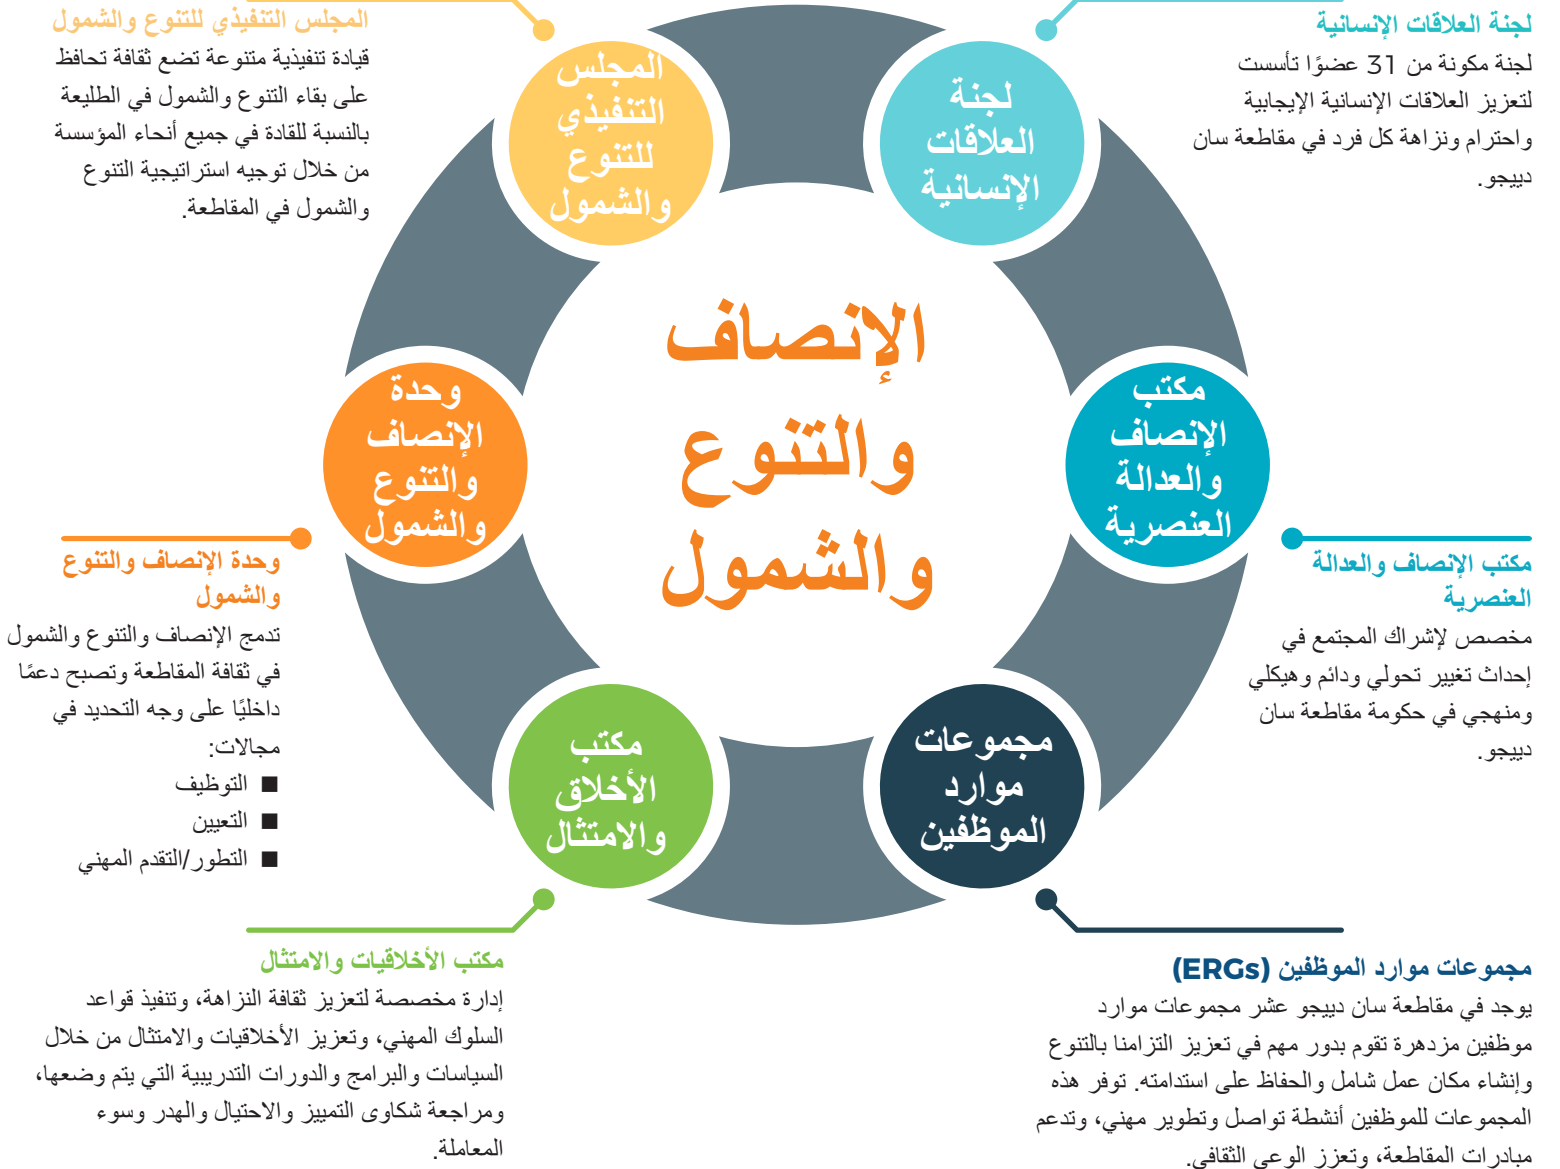 لجنة العلاقات الإنسانية
لجنة مكونة من 31 عضوًا تأسست
لتعزيز العلاقات الإنسانية الإيجابية
واحترام ونزاهة كل فرد في مقاطعة سان
دييجو.
المجلس التنفيذي للتنوع والشمول
قيادة تنفيذية متنوعة تضع ثقافة تحافظ
على بقاء التنوع والشمول في الطليعة
بالنسبة للقادة في جميع أنحاء المؤسسة
من خلال توجيه استراتيجية التنوع
والشمول في المقاطعة.
لجنة
العلاقات
الإنسانية
المجلس
التنفيذي
للتنوع
والشمول
الإنصاف
والتنوع
والشمول
مكتب
الإنصاف
والعدالة
العنصرية
وحدة
الإنصاف
والتنوع
والشمول
مكتب الإنصاف والعدالة
العنصرية
مخصص لإشراك المجتمع في
إحداث تغيير تحولي ودائم وهيكلي
ومنهجي في حكومة مقاطعة سان
دييجو.
وحدة الإنصاف والتنوع
والشمول
تدمج الإنصاف والتنوع والشمول
في ثقافة المقاطعة وتصبح دعمًا
داخليًا على وجه التحديد في
مجالات:
■ التوظيف
■ التعيين
■ التطور/التقدم المهني
مجموعات
موارد
الموظفين
مكتب
الأخلاق
والامتثال
مجموعات موارد الموظفين (ERGs)
يوجد في مقاطعة سان دييجو عشر مجموعات موارد
موظفين مزدهرة تقوم بدور مهم في تعزيز التزامنا بالتنوع
وإنشاء مكان عمل شامل والحفاظ على استدامته. توفر هذه
المجموعات للموظفين أنشطة تواصل وتطوير مهني، وتدعم
مبادرات المقاطعة، وتعزز الوعي الثقافي.
مكتب الأخلاقيات والامتثال
إدارة مخصصة لتعزيز ثقافة النزاهة، وتنفيذ قواعد
السلوك المهني، وتعزيز الأخلاقيات والامتثال من خلال
السياسات والبرامج والدورات التدريبية التي يتم وضعها،
ومراجعة شكاوى التمييز والاحتيال والهدر وسوء
المعاملة.